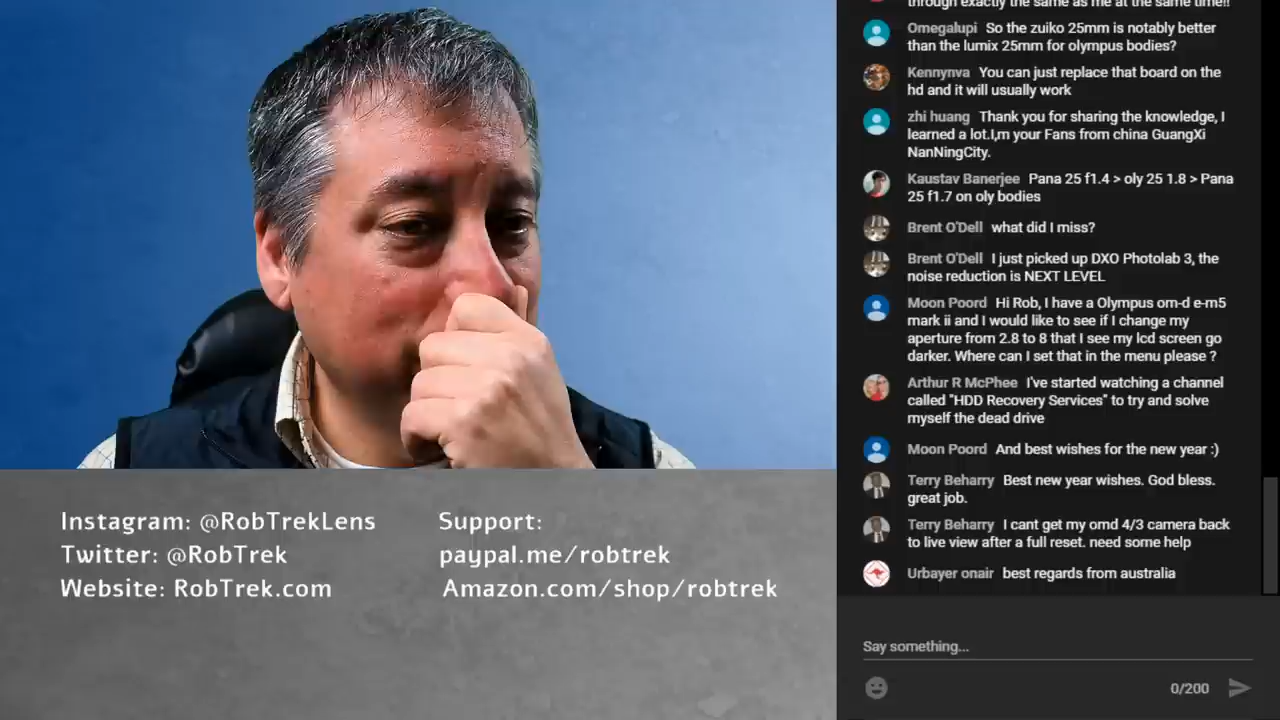 through exactly the same as me at the same time!!
Omegalupi So the zuiko 25mm is notably better
than the lumix 25mm for olympus bodies?
Kennynva You can just replace that board on the
hd and it will usually work
zhi huang Thank you for sharing the knowledge, I
learned a lot.I,m your Fans from china GuangXi
NanNingCity.
Kaustav Banerjee Pana 25 f1.4 > oly 25 1.8 > Pana
25 f1.7 on oly bodies
Brent O'Dell what did I miss?
Brent O'Dell I just picked up DXO Photolab 3, the
noise reduction is NEXT LEVEL
Moon Poord Hi Rob, I have a Olympus om-d e-m5
mark ii and I would like to see if I change my
aperture from 2.8 to 8 that I see my lcd screen go
darker. Where can I set that in the menu please ?
Arthur R McPhee I've started watching a channel
called "HDD Recovery Services" to try and solve
myself the dead drive
Moon Poord And best wishes for the new year :)
Terry Beharry Best new year wishes. God bless.
great job.
Terry Beharry I cant get my omd 4/3 camera back
to live view after a full reset. need some help
Urbayer onair best regards from australia
Say something...
0/200
Instagram: @RobTrekLens
Twitter: @RobTrek
Website: RobTrek.com
Support:
paypal.me/robtrek
Amazon.com/shop/robtrek